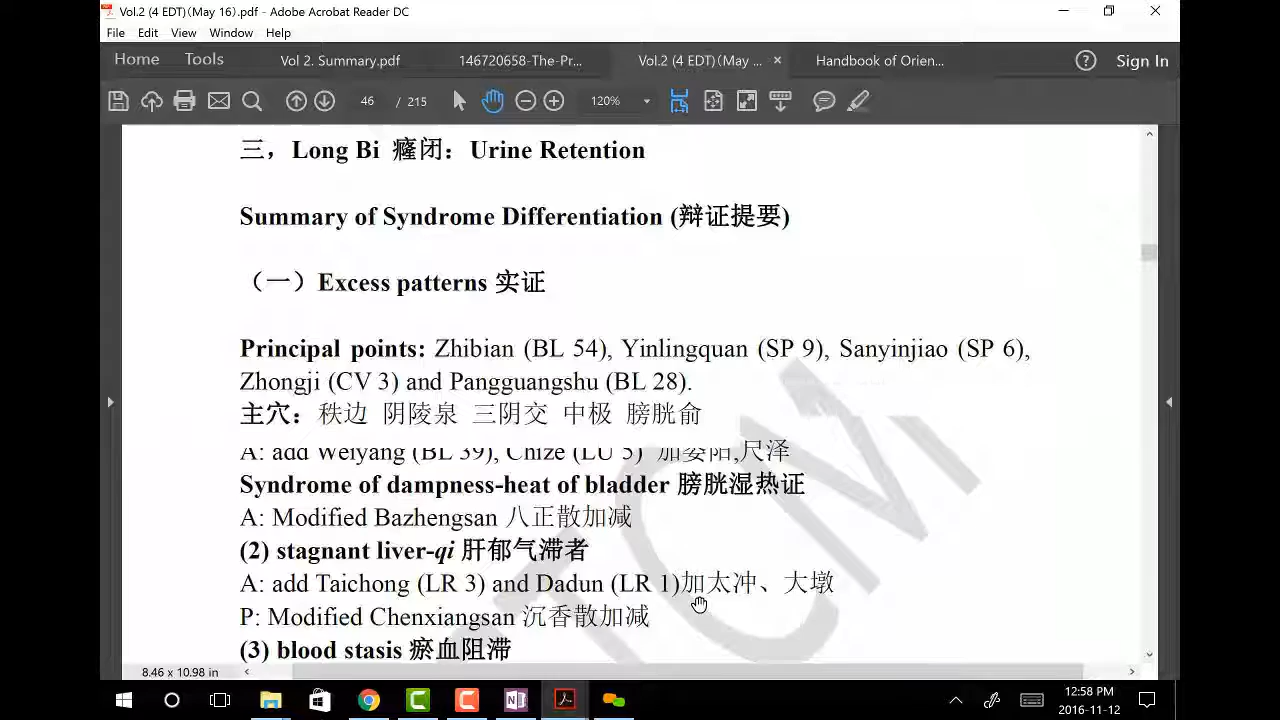 Vol.2 (4 EDT)(May 16).pdf - Adobe Acrobat Reader DC
File Edit View Window Help
Home Tools Vol 2. Summary.pdf 146720658-The-Pr... Vol.2 (4 EDT)(May ... × Handbook of Orien... Sign In
46 / 215 120%
三，Long Bi 癃闭：Urine Retention
Summary of Syndrome Differentiation (辩证提要)
（一）Excess patterns 实证
Principal points: Zhibian (BL 54), Yinlingquan (SP 9), Sanyinjiao (SP 6),
Zhongji (CV 3) and Pangguangshu (BL 28).
主穴：秩边 阴陵泉 三阴交 中极 膀胱俞
A: add Weiyang (BL 39), Chize (LU 5) 加委阳,尺泽
Syndrome of dampness-heat of bladder 膀胱湿热证
A: Modified Bazhengsan 八正散加减
(2) stagnant liver-qi 肝郁气滞者
A: add Taichong (LR 3) and Dadun (LR 1)加太冲、大墩
P: Modified Chenxiangsan 沉香散加减
(3) blood stasis 瘀血阻滞
TCM
8.46 x 10.98 in
12:58 PM
2016-11-12